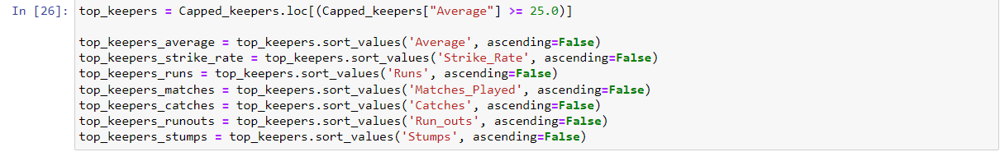 In [26]: top_keepers = Capped_keepers.loc[(Capped_keepers["Average"] >= 25.0)]
top_keepers_average = top_keepers.sort_values('Average', ascending=False)
top_keepers_strike_rate = top_keepers.sort_values('Strike_Rate', ascending=False)
top_keepers_runs = top_keepers.sort_values('Runs', ascending=False)
top_keepers_matches = top_keepers.sort_values('Matches_Played', ascending=False)
top_keepers_catches = top_keepers.sort_values('Catches', ascending=False)
top_keepers_runouts = top_keepers.sort_values('Run_outs', ascending=False)
top_keepers_stumps = top_keepers.sort_values('Stumps', ascending=False)